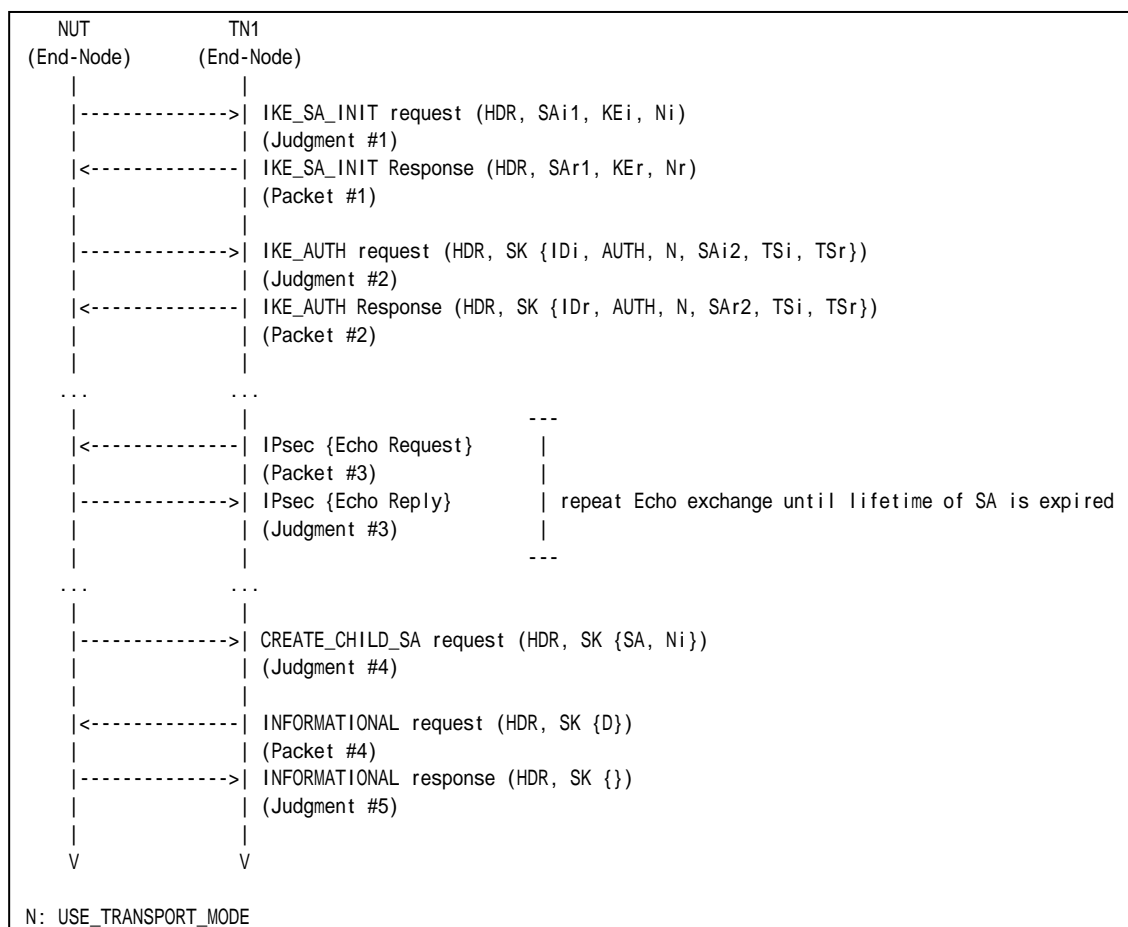 NUT TN1
(End-Node) (End-Node)
| |
|-------------->| IKE_SA_INIT request (HDR, SAi1, KEi, Ni)
| | (Judgment #1)
|<--------------| IKE_SA_INIT Response (HDR, SAr1, KEr, Nr)
| | (Packet #1)
| |
|-------------->| IKE_AUTH request (HDR, SK {IDi, AUTH, N, SAi2, TSi, TSr})
| | (Judgment #2)
|<--------------| IKE_AUTH Response (HDR, SK {IDr, AUTH, N, SAr2, TSi, TSr})
| | (Packet #2)
| |
... ...
| | ---
|<--------------| IPsec {Echo Request} |
| | (Packet #3) |
|-------------->| IPsec {Echo Reply} | repeat Echo exchange until lifetime of SA is expired
| | (Judgment #3) |
| | ---
... ...
| |
|-------------->| CREATE_CHILD_SA request (HDR, SK {SA, Ni})
| | (Judgment #4)
| |
|<--------------| INFORMATIONAL request (HDR, SK {D})
| | (Packet #4)
|-------------->| INFORMATIONAL response (HDR, SK {})
| | (Judgment #5)
| |
V V
N: USE_TRANSPORT_MODE